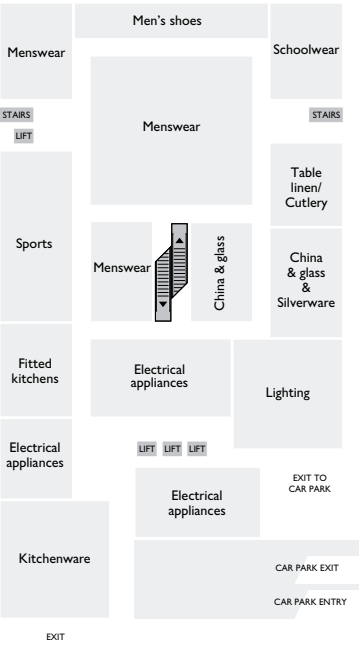 Men's shoes
Menswear
Schoolwear
Menswear
STAIRS
STAIRS
LIFT
Table
linen/
Cutlery
Sports
Menswear
China & glass
China
& glass
&
Silverware
Fitted
kitchens
Electrical
appliances
Lighting
Electrical
appliances
LIFT LIFT LIFT
EXIT TO
CAR PARK
Electrical
appliances
Kitchenware
CAR PARK EXIT
CAR PARK ENTRY
EXIT